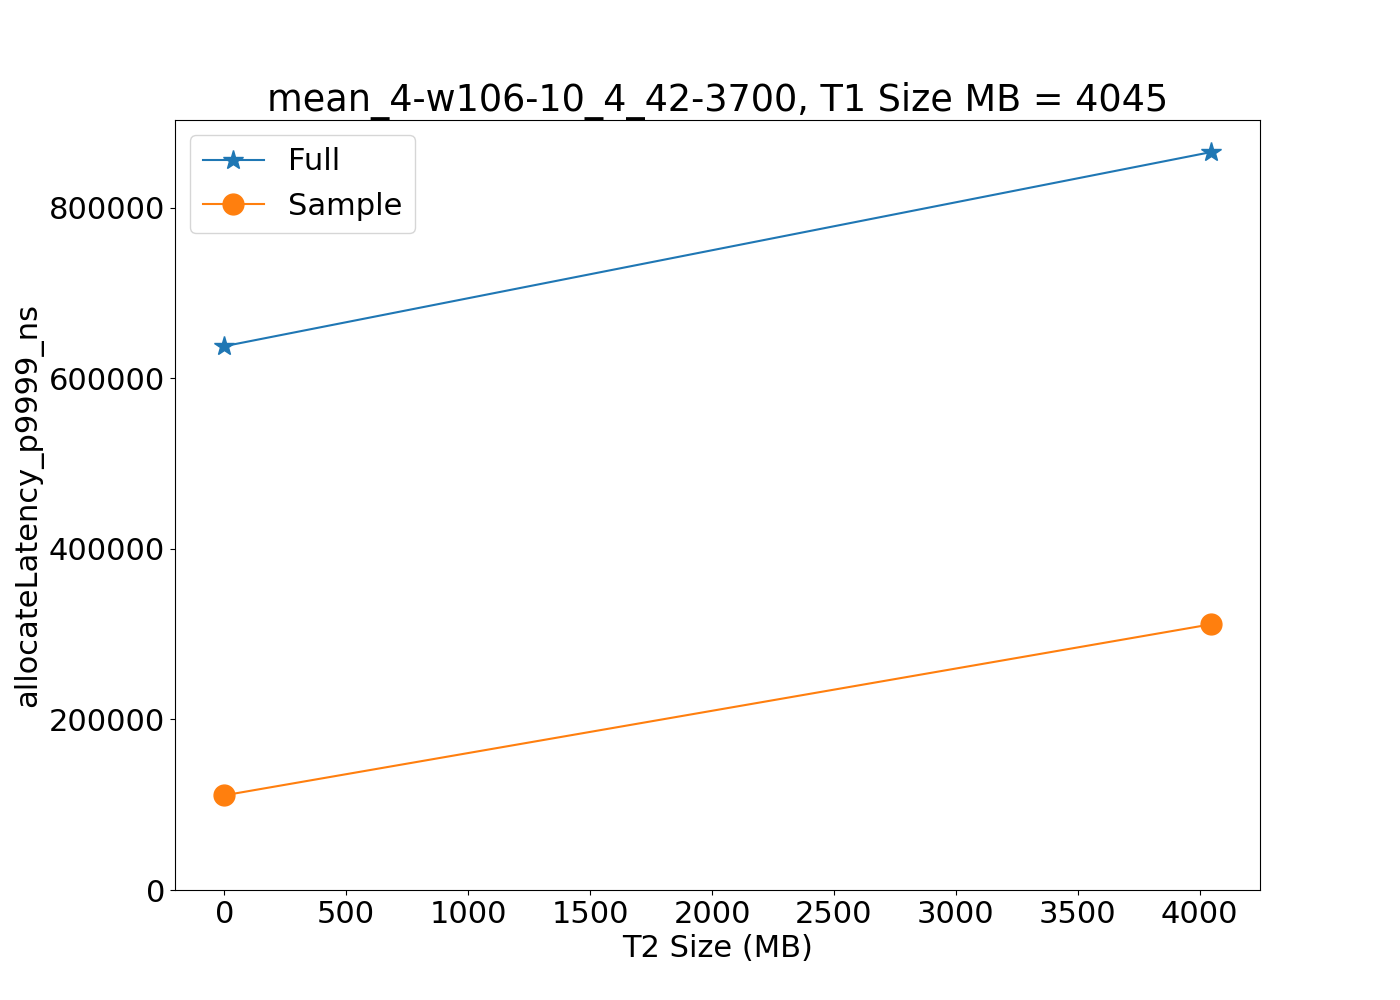 mean_4-w106-10_4_42-3700, T1 Size MB = 4045
Full
Sample
allocateLatency_p9999_ns
800000
600000
400000
200000
0
0 500 1000 1500 2000 2500 3000 3500 4000
T2 Size (MB)